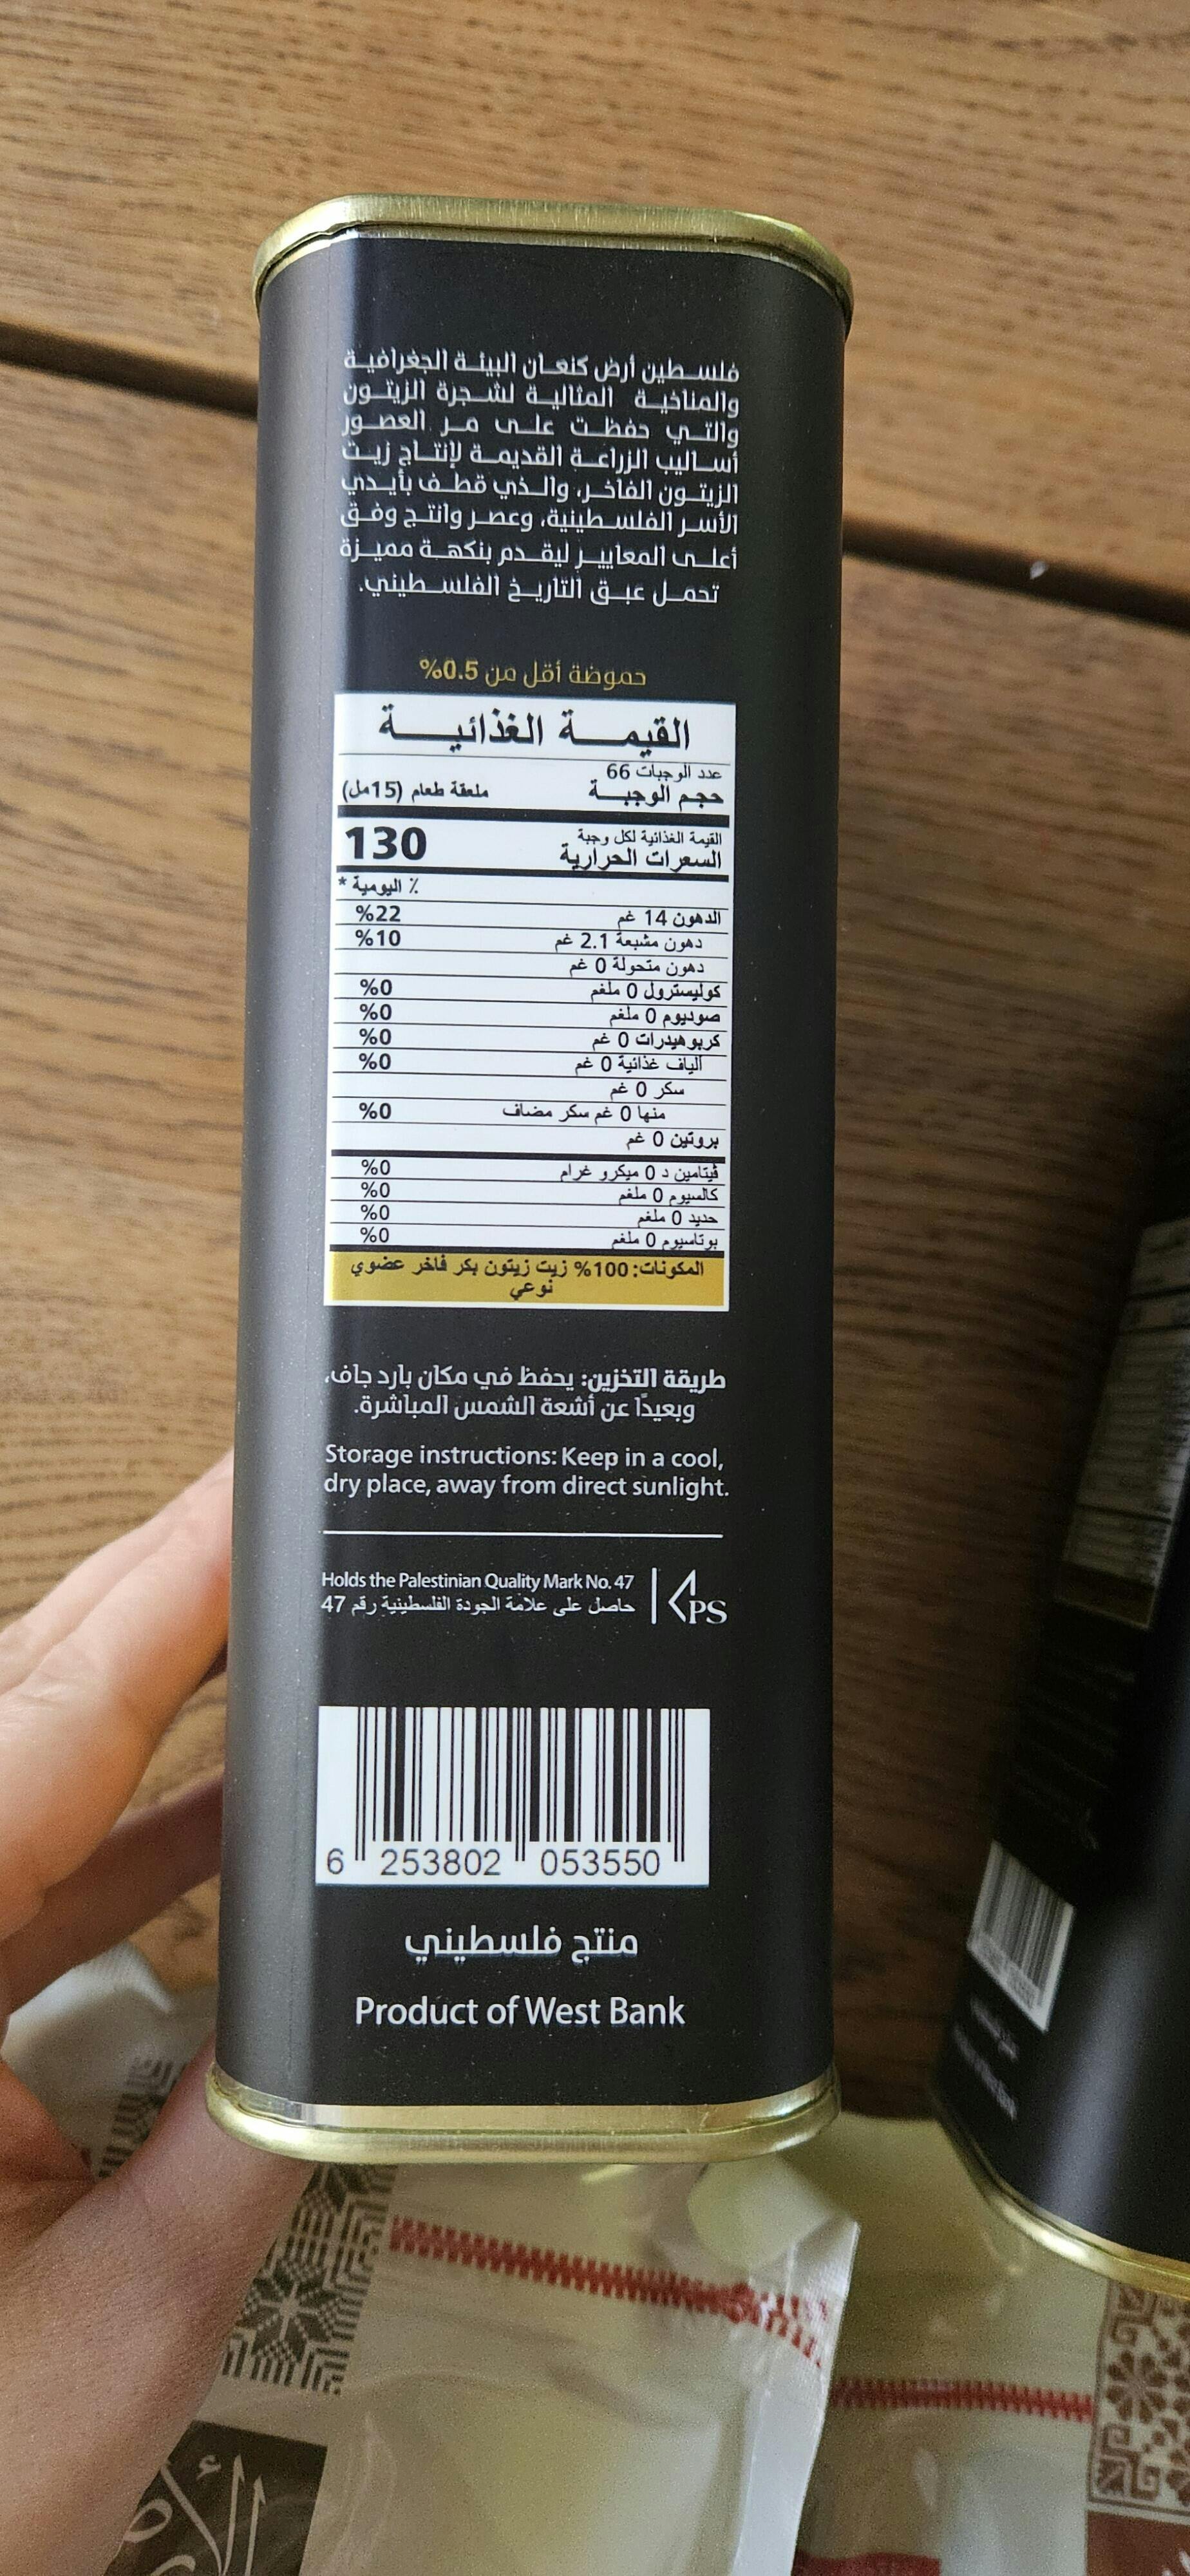 فلسطين أرض كنعان البيئة الجغرافية
والمناخية المثالية لشجرة الزيتون
والتي حفظت على مر العصور
أساليب الزراعة القديمة لإنتاج زيت
الزيتون الفاخر، والذي قطف بأيدي
الأسر الفلسطينية، وعصر وانتج وفق
أعلى المعايير ليقدم بنكهة مميزة
تحمل عبق التاريخ الفلسطيني.
حموضة أقل من 0.5%
القيمة الغذائية
عدد الوجبات 66
حجم الوجبة ملعقة طعام (15مل)
القيمة الغذائية لكل وجبة
السعرات الحرارية 130
٪ اليومية *
الدهون 14 غم %22
دهون مشبعة 2.1 غم %10
دهون متحولة 0 غم
كوليسترول 0 ملغم %0
صوديوم 0 ملغم %0
كربوهيدرات 0 غم %0
ألياف غذائية 0 غم %0
سكر 0 غم
منها 0 غم سكر مضاف %0
بروتين 0 غم
ڤيتامين د 0 ميكرو غرام %0
كالسيوم 0 ملغم %0
حديد 0 ملغم %0
بوتاسيوم 0 ملغم %0
المكونات: 100% زيت زيتون بكر فاخر عضوي
نوعي
طريقة التخزين: يحفظ في مكان بارد جاف،
وبعيدًا عن أشعة الشمس المباشرة.
Storage instructions: Keep in a cool,
dry place, away from direct sunlight.
Holds the Palestinian Quality Mark No. 47
حاصل على علامة الجودة الفلسطينية رقم 47
PS
6 253802 053550
منتج فلسطيني
Product of West Bank